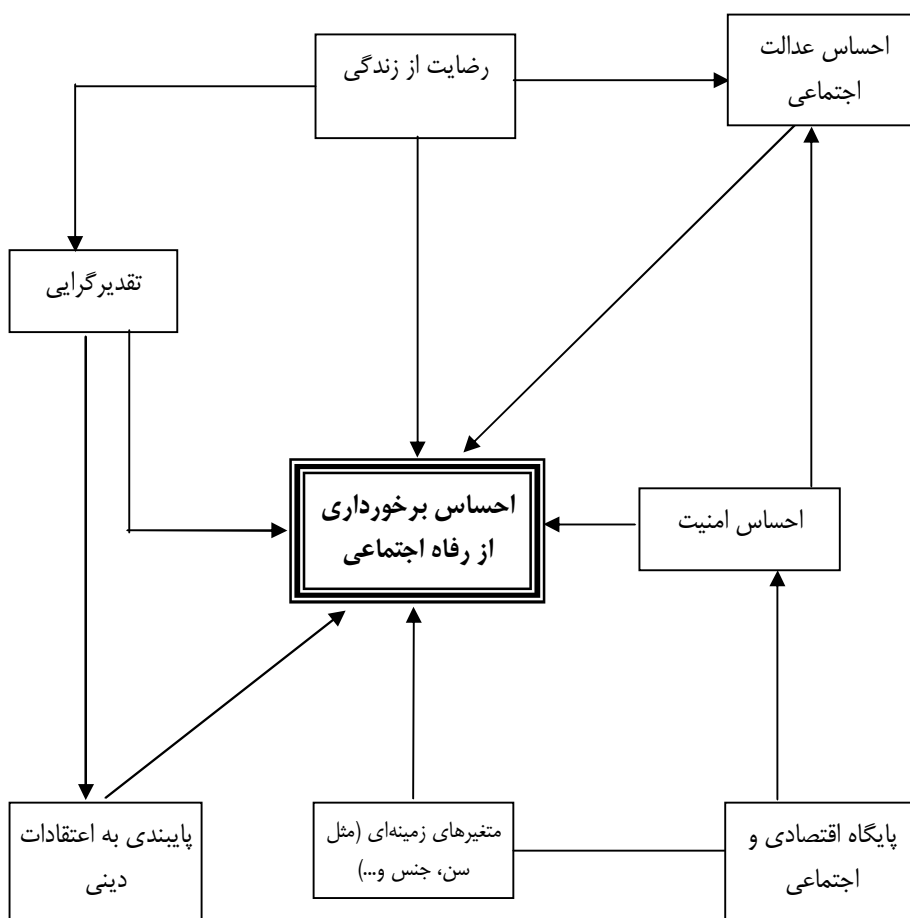 احساس عدالت
اجتماعی
رضایت از زندگی
تقدیرگرایی
احساس برخورداری
از رفاه اجتماعی
احساس امنیت
پایگاه اقتصادی و
اجتماعی
متغیرهای زمینه‌ای (مثل
سن، جنس و...)
پایبندی به اعتقادات
دینی